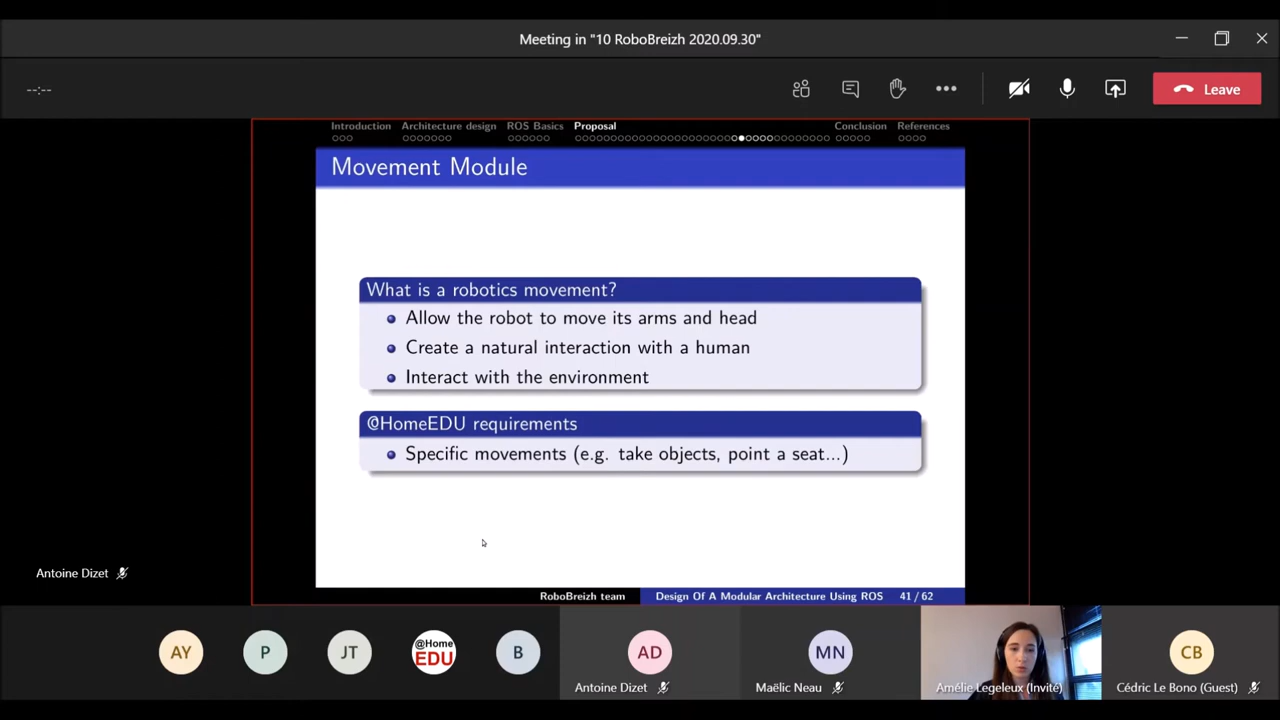 Meeting in "10 RoboBreizh 2020.09.30"
--:--
Leave
Introduction Architecture design ROS Basics Proposal Conclusion References
Movement Module
What is a robotics movement?
Allow the robot to move its arms and head
Create a natural interaction with a human
Interact with the environment
@HomeEDU requirements
Specific movements (e.g. take objects, point a seat...)
Antoine Dizet
RoboBreizh team Design Of A Modular Architecture Using ROS 41 / 62
AY P JT @Home EDU B AD MN CB
Antoine Dizet Maëlic Neau Amélie Legeleux (Invité) Cédric Le Bono (Guest)